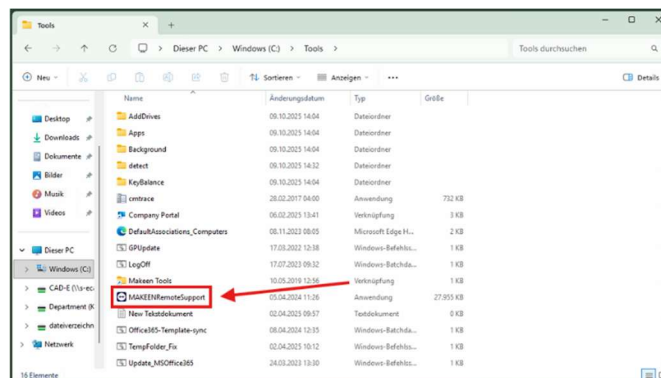 Tools
Dieser PC > Windows (C:) > Tools >
Tools durchsuchen
Neu
Sortieren
Anzeigen
Details
Name Änderungsdatum Typ Größe
Desktop
Downloads
Dokumente
Bilder
Musik
Videos
Dieser PC
Windows (C:)
CAD-E (\\s-ec
Department (K
dateiverzeichn
Netzwerk
AddDrives 09.10.2025 14:04 Dateiordner
Apps 09.10.2025 14:04 Dateiordner
Background 09.10.2025 14:04 Dateiordner
detect 09.10.2025 14:32 Dateiordner
KeyBalance 09.10.2025 14:04 Dateiordner
cmtrace 28.02.2017 04:00 Anwendung 732 KB
Company Portal 06.02.2025 13:41 Verknüpfung 3 KB
DefaultAssociations_Computers 08.11.2023 08:05 Microsoft Edge H... 2 KB
GPUpdate 17.03.2022 12:38 Windows-Befehlss... 1 KB
LogOff 17.07.2023 09:32 Windows-Batchda... 1 KB
Makeen Tools 10.05.2019 12:56 Verknüpfung 1 KB
MAKEENRemoteSupport 05.04.2024 11:26 Anwendung 27.955 KB
New Tekstdokument 02.04.2025 09:57 Textdokument 0 KB
Office365-Template-sync 08.04.2024 12:35 Windows-Batchda... 1 KB
TempFolder_Fix 02.04.2025 10:12 Windows-Befehlss... 1 KB
Update_MSOffice365 24.03.2023 13:30 Windows-Befehlss... 1 KB
16 Elemente